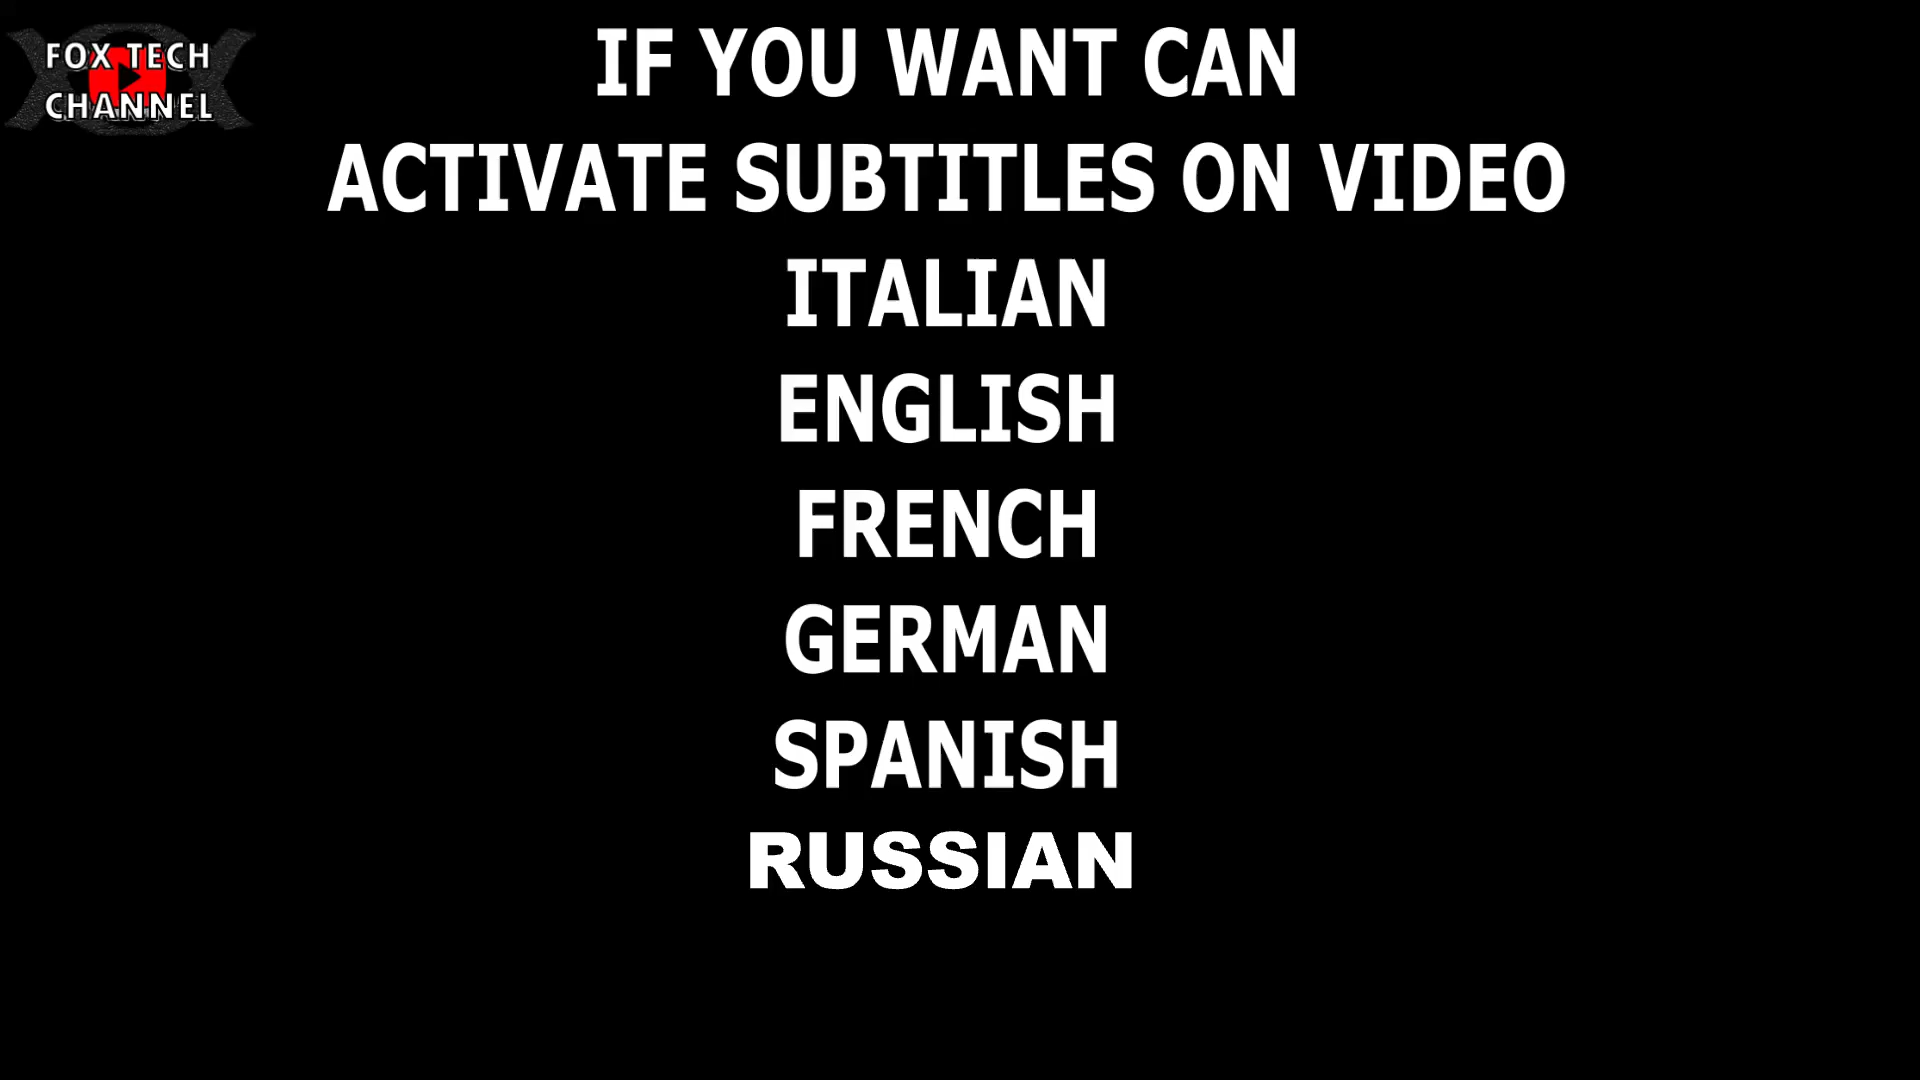 FOX TECH
CHANNEL
IF YOU WANT CAN
ACTIVATE SUBTITLES ON VIDEO
ITALIAN
ENGLISH
FRENCH
GERMAN
SPANISH
RUSSIAN